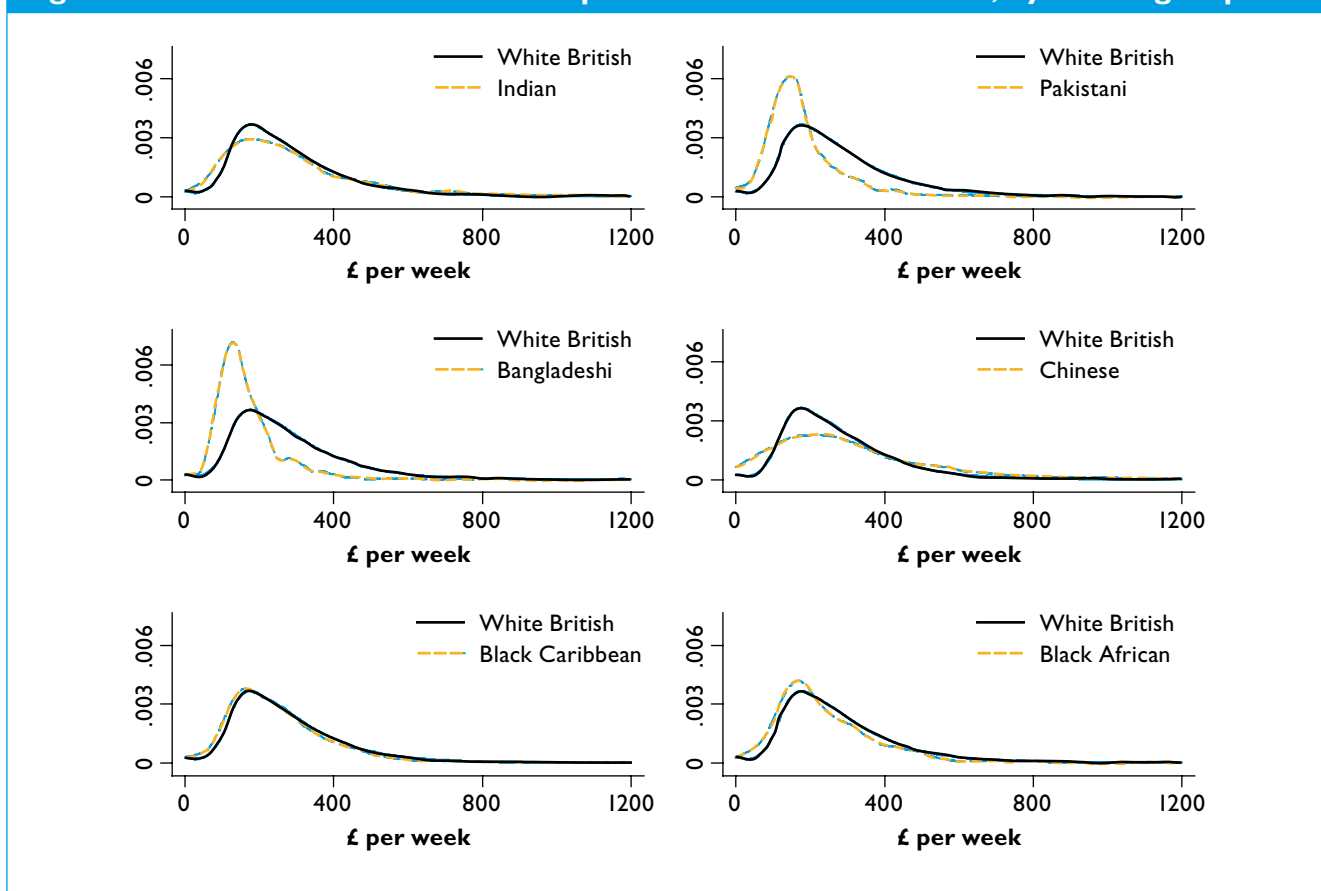 White British
Indian
.006
.003
0
0 400 800 1200
£ per week
White British
Pakistani
.006
.003
0
0 400 800 1200
£ per week
White British
Bangladeshi
.006
.003
0
0 400 800 1200
£ per week
White British
Chinese
.006
.003
0
0 400 800 1200
£ per week
White British
Black Caribbean
.006
.003
0
0 400 800 1200
£ per week
White British
Black African
.006
.003
0
0 400 800 1200
£ per week